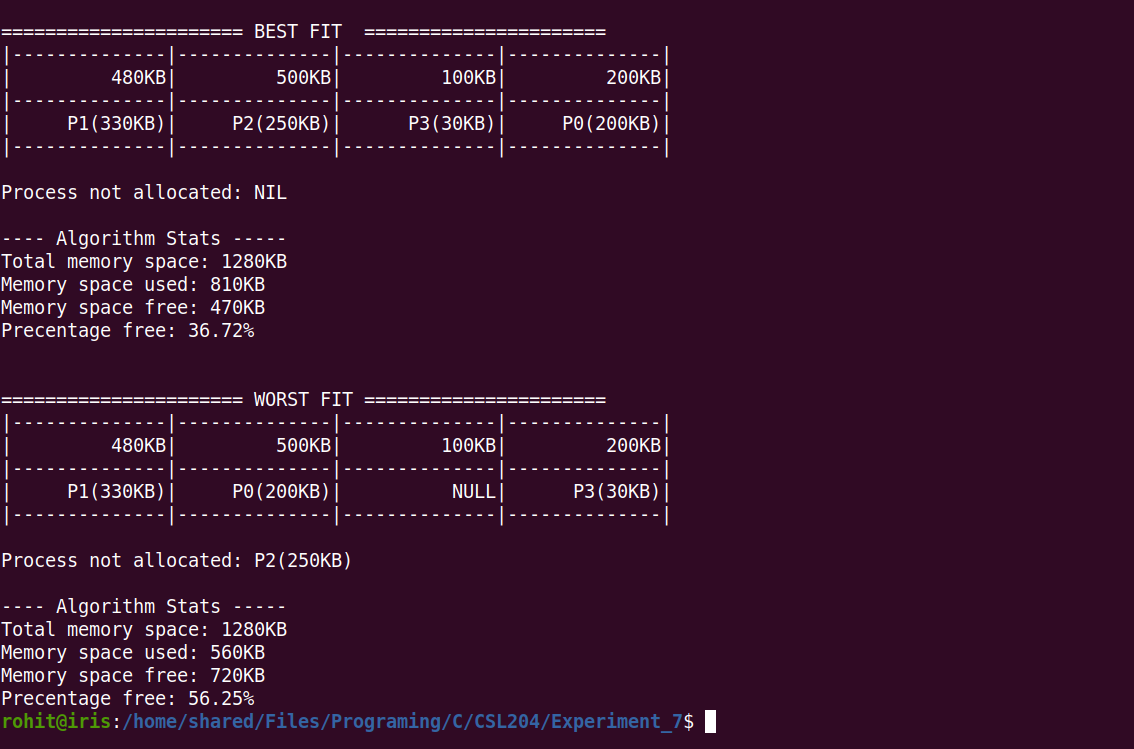 ====================== BEST FIT  ======================
|--------------|--------------|--------------|--------------|
|         480KB|         500KB|         100KB|         200KB|
|--------------|--------------|--------------|--------------|
|     P1(330KB)|     P2(250KB)|      P3(30KB)|     P0(200KB)|
|--------------|--------------|--------------|--------------|
Process not allocated: NIL
---- Algorithm Stats -----
Total memory space: 1280KB
Memory space used: 810KB
Memory space free: 470KB
Precentage free: 36.72%
====================== WORST FIT ======================
|--------------|--------------|--------------|--------------|
|         480KB|         500KB|         100KB|         200KB|
|--------------|--------------|--------------|--------------|
|     P1(330KB)|     P0(200KB)|          NULL|      P3(30KB)|
|--------------|--------------|--------------|--------------|
Process not allocated: P2(250KB)
---- Algorithm Stats -----
Total memory space: 1280KB
Memory space used: 560KB
Memory space free: 720KB
Precentage free: 56.25%
rohit@iris:/home/shared/Files/Programing/C/CSL204/Experiment_7$